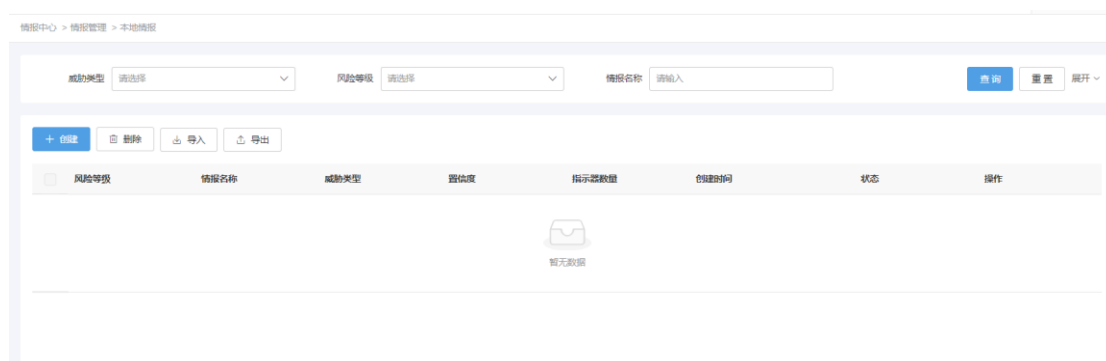 情报中心 > 情报管理 > 本地情报
威胁类型 请选择 风险等级 请选择 情报名称 请输入 查询 重置 展开
创建 删除 导入 导出
风险等级 情报名称 威胁类型 置信度 指示器数量 创建时间 状态 操作
暂无数据